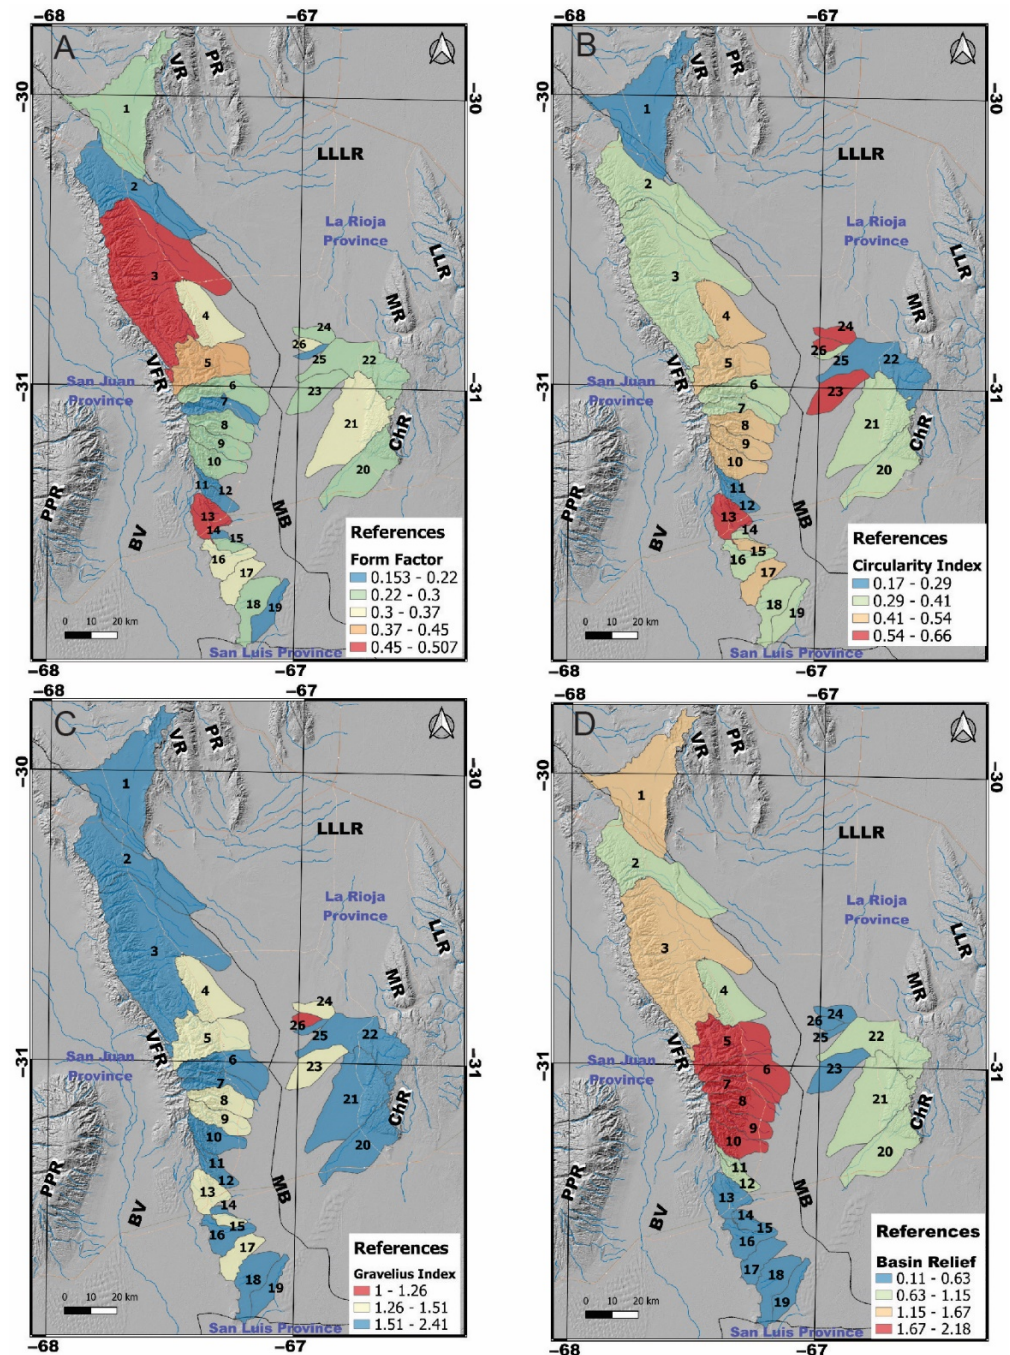 −68
−67
A
VR
PR
−30
−30
1
LLLR
2
La Rioja
Province
LLR
3
MR
4
24
26
25
22
5
VFR
San Juan
Province
−31
−31
6
23
7
8
21
ChR
9
10
20
PPR
11
12
BV
13
MB
14
15
16
17
18
19
References
Form Factor
0.153 - 0.22
0.22 - 0.3
0.3 - 0.37
0.37 - 0.45
0.45 - 0.507
0 10 20 km
San Luis Province
−68
−67
−68
−67
B
VR
PR
−30
−30
1
LLLR
2
La Rioja
Province
LLR
3
MR
4
24
26
25
22
5
VFR
San Juan
Province
−31
−31
6
23
7
8
21
ChR
9
10
20
PPR
11
12
BV
13
MB
14
15
16
17
18
19
References
Circularity Index
0.17 - 0.29
0.29 - 0.41
0.41 - 0.54
0.54 - 0.66
0 10 20 km
San Luis Province
−68
−67
C
VR
PR
−30
−30
1
LLLR
2
La Rioja
Province
LLR
3
MR
4
24
26
25
22
5
VFR
San Juan
Province
−31
−31
6
23
7
8
21
ChR
9
10
20
PPR
11
12
BV
13
MB
14
15
16
17
18
19
References
Gravelius Index
1 - 1.26
1.26 - 1.51
1.51 - 2.41
0 10 20 km
San Luis Province
−68
−67
D
VR
PR
−30
−30
1
LLLR
2
La Rioja
Province
LLR
3
MR
4
24
26
25
22
5
VFR
San Juan
Province
−31
−31
6
23
7
8
21
ChR
9
10
20
PPR
11
12
BV
13
MB
14
15
16
17
18
19
References
Basin Relief
0.11 - 0.63
0.63 - 1.15
1.15 - 1.67
1.67 - 2.18
0 10 20 km
San Luis Province
−68
−67